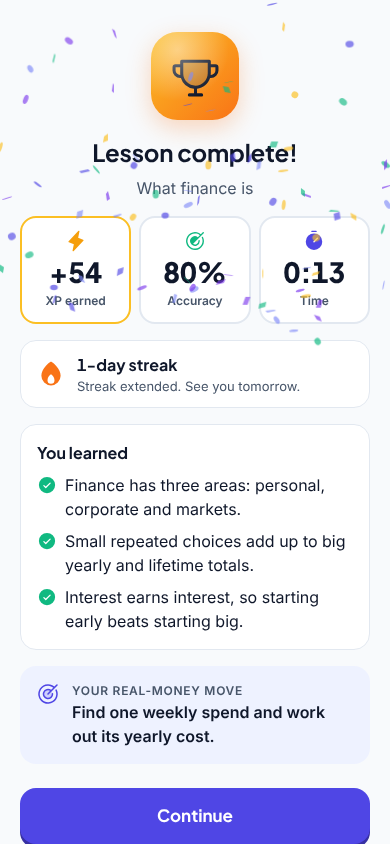 Lesson complete!
What finance is
+54
XP earned
80%
Accuracy
0:13
Time
1-day streak
Streak extended. See you tomorrow.
You learned
Finance has three areas: personal,
corporate and markets.
Small repeated choices add up to big
yearly and lifetime totals.
Interest earns interest, so starting
early beats starting big.
YOUR REAL-MONEY MOVE
Find one weekly spend and work
out its yearly cost.
Continue